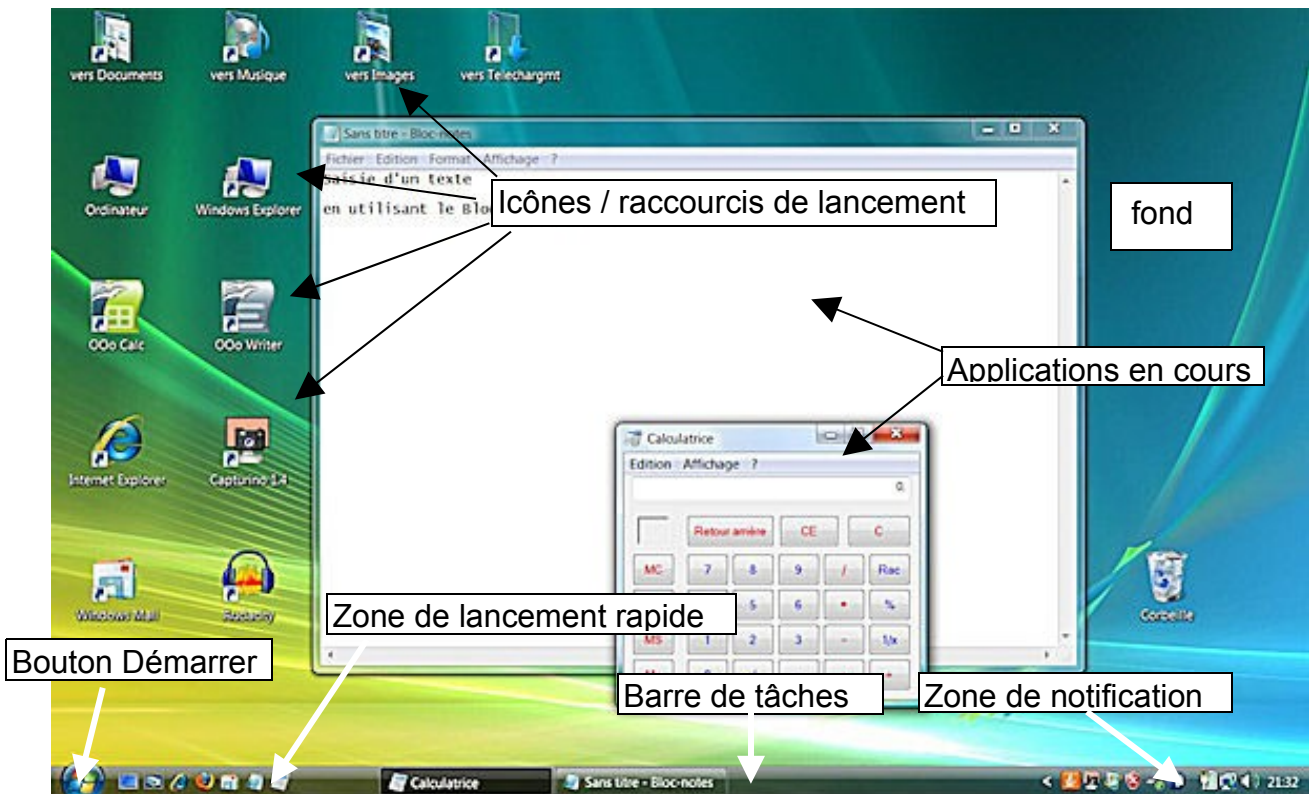 vers Documents
vers Musique
vers Images
vers Telechargmt
Sans titre - Bloc-notes
Fichier Edition Format Affichage ?
Saisie d'un texte
Ordinateur
Windows Explorer
en utilisant le
Icônes / raccourcis de lancement
fond
OOo Calc
OOo Writer
Applications en cours
Calculatrice
Edition Affichage ?
0,
Internet Explorer
Capturino 1.4
Retour arrière CE C
MC 7 8 9 / Rac
5 6 * %
MS 1 2 3 - 1/x
Windows Mail
Audacity
Corbeille
Zone de lancement rapide
Bouton Démarrer
Barre de tâches
Zone de notification
Calculatrice
Sans titre - Bloc-notes
21:32